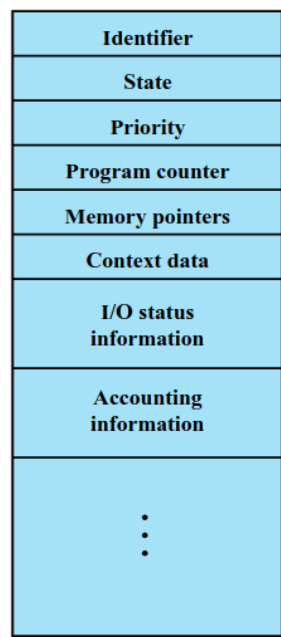 Identifier
State
Priority
Program counter
Memory pointers
Context data
I/O status
information
Accounting
information